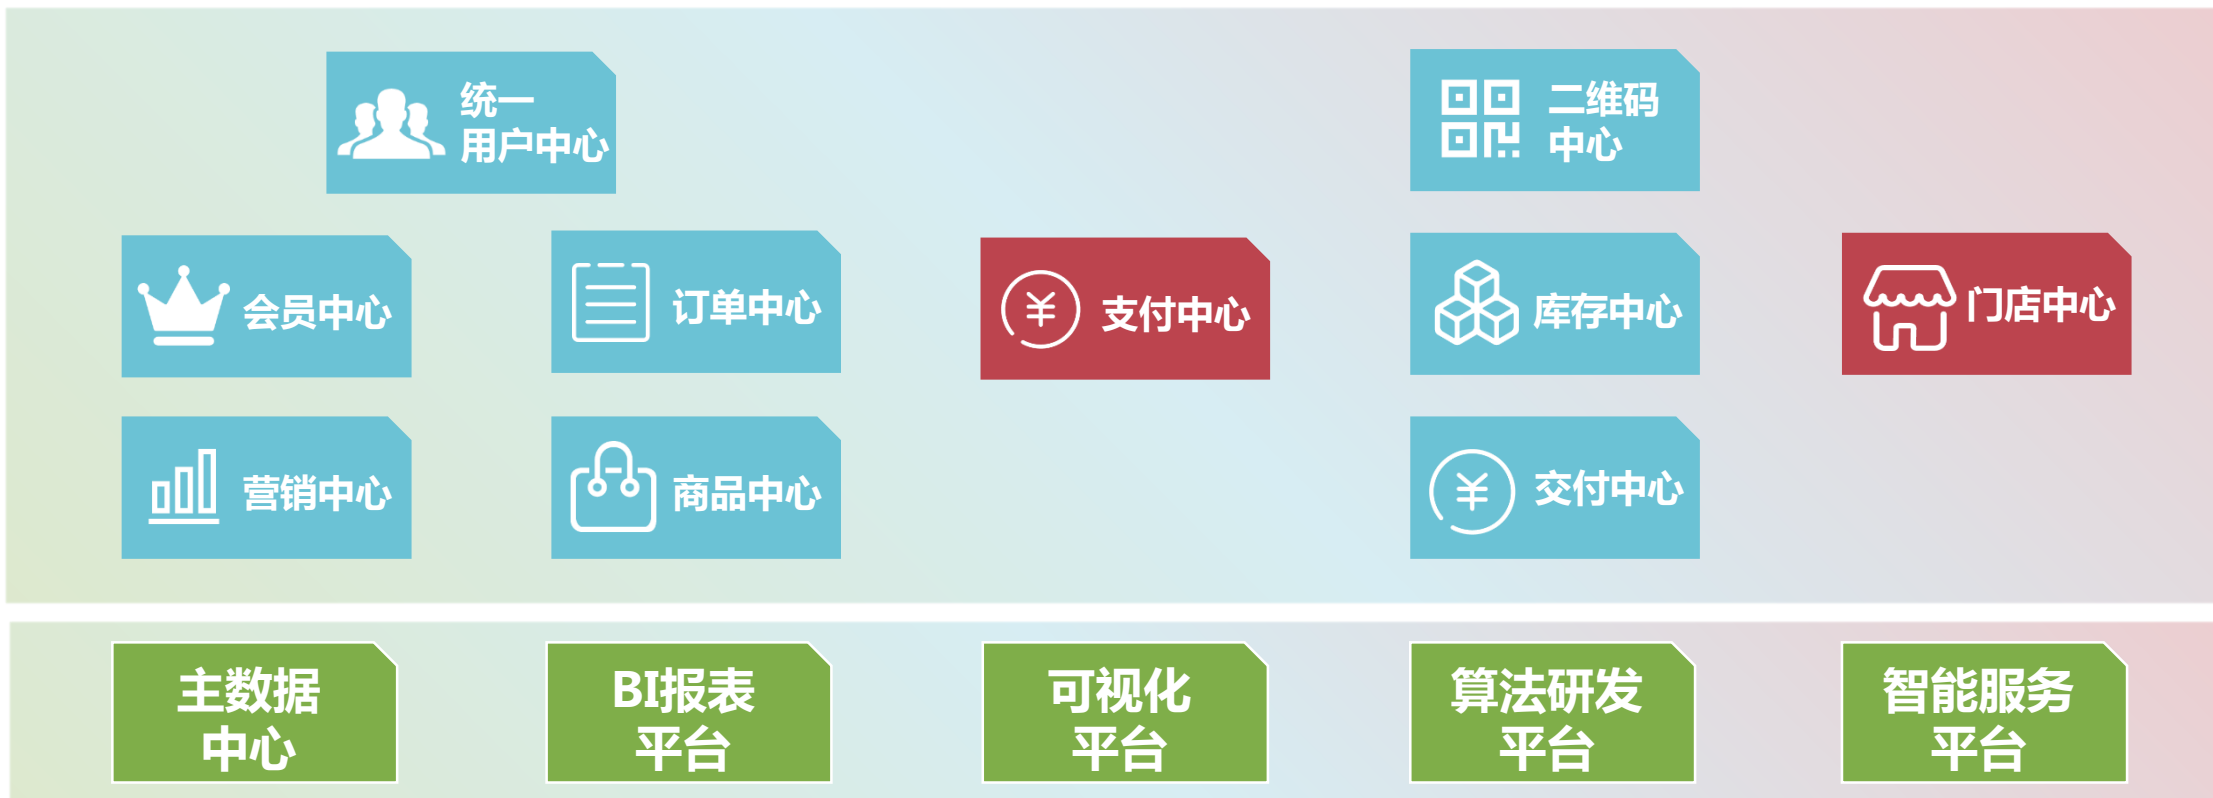 统一
用户中心
二维码
中心
会员中心
订单中心
支付中心
库存中心
门店中心
营销中心
商品中心
交付中心
主数据
中心
BI报表
平台
可视化
平台
算法研发
平台
智能服务
平台